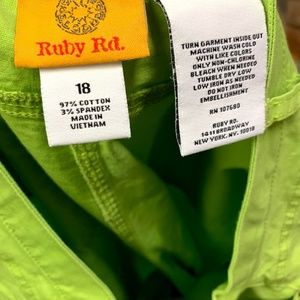 Ruby Rd.
18
97% COTTON
3% SPANDEX
MADE IN
VIETNAM
TURN GARMENT INSIDE OUT
MACHINE WASH COLD
WITH LIKE COLORS
ONLY NON-CHLORINE
BLEACH WHEN NEEDED
TUMBLE DRY LOW
LOW IRON AS NEEDED
DO NOT IRON
EMBELLISHMENT
RN 107680
RUBY RD.
1411 BROADWAY
NEW YORK, NY. 10018